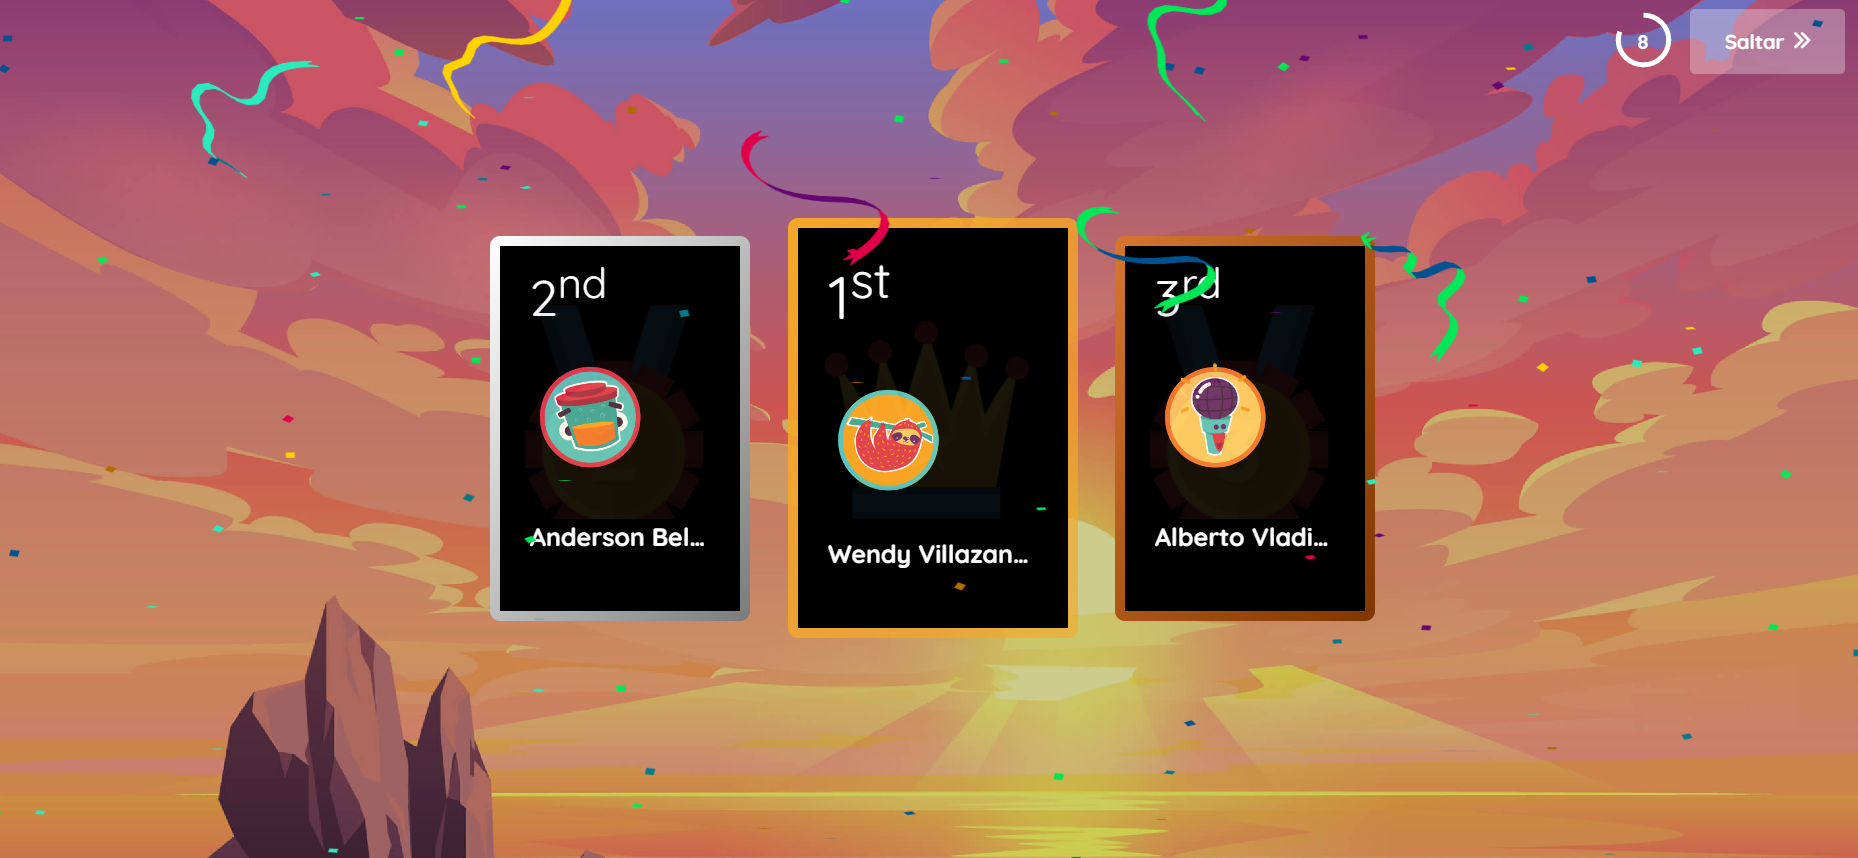 8
Saltar
2nd
Anderson Bel...
1st
Wendy Villazan...
3rd
Alberto Vladi...